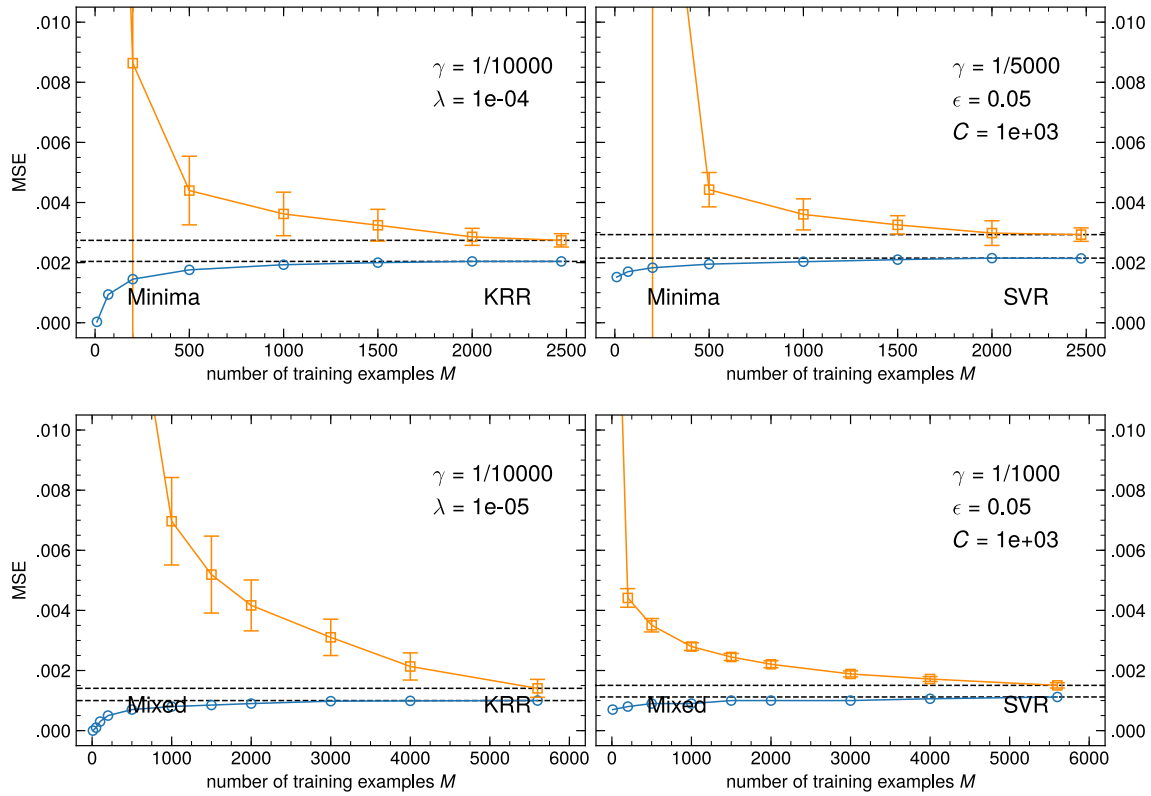 .010
.008
.006
.004
.002
.000
MSE
γ = 1/10000
λ = 1e-04
Minima
KRR
0
500
1000
1500
2000
2500
number of training examples M
γ = 1/5000
ϵ = 0.05
C = 1e+03
Minima
SVR
.010
.008
.006
.004
.002
.000
0
500
1000
1500
2000
2500
number of training examples M
.010
.008
.006
.004
.002
.000
MSE
γ = 1/10000
λ = 1e-05
Mixed
KRR
0
1000
2000
3000
4000
5000
6000
number of training examples M
γ = 1/1000
ϵ = 0.05
C = 1e+03
Mixed
SVR
.010
.008
.006
.004
.002
.000
0
1000
2000
3000
4000
5000
6000
number of training examples M